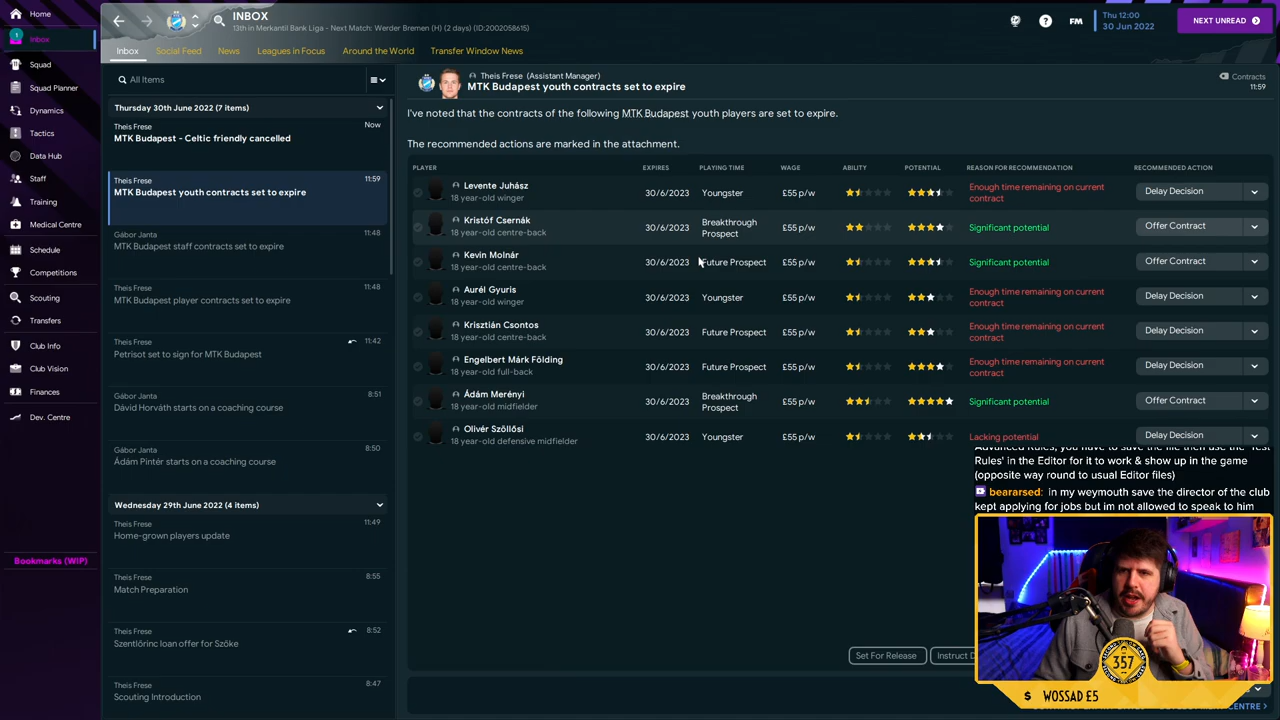 Home
1
Inbox
Squad
Squad Planner
Dynamics
Tactics
Data Hub
Staff
Training
Medical Centre
Schedule
Competitions
Scouting
Transfers
Club Info
Club Vision
Finances
Dev. Centre
Bookmarks (WIP)
INBOX
13th in Merkantil Bank Liga - Next Match: Werder Bremen (H) (2 days) (ID:2002058615)
FM
Thu 12:00
30 Jun 2022
NEXT UNREAD
Inbox Social Feed News Leagues in Focus Around the World Transfer Window News
All Items
Thursday 30th June 2022 (7 items)
Theis Frese Now
MTK Budapest - Celtic friendly cancelled
Theis Frese 11:59
MTK Budapest youth contracts set to expire
Gábor Janta 11:48
MTK Budapest staff contracts set to expire
Gábor Janta 11:48
MTK Budapest player contracts set to expire
Theis Frese 11:42
Petrisot set to sign for MTK Budapest
Gábor Janta 8:51
Dávid Horváth starts on a coaching course
Gábor Janta 8:50
Ádám Pintér starts on a coaching course
Wednesday 29th June 2022 (4 items)
Theis Frese 11:49
Home-grown players update
Theis Frese 8:55
Match Preparation
Theis Frese 8:52
Szentlőrinc loan offer for Szőke
Theis Frese 8:47
Scouting Introduction
Theis Frese (Assistant Manager)
MTK Budapest youth contracts set to expire
Contracts
11:59
I've noted that the contracts of the following MTK Budapest youth players are set to expire.
The recommended actions are marked in the attachment.
PLAYER EXPIRES PLAYING TIME WAGE ABILITY POTENTIAL REASON FOR RECOMMENDATION RECOMMENDED ACTION
Levente Juhász
18 year-old winger
30/6/2023 Youngster £55 p/w
Enough time remaining on current
contract
Delay Decision
Kristóf Csernák
18 year-old centre-back
30/6/2023
Breakthrough
Prospect
£55 p/w Significant potential Offer Contract
Kevin Molnár
18 year-old centre-back
30/6/2023 Future Prospect £55 p/w Significant potential Offer Contract
Aurél Gyuris
18 year-old winger
30/6/2023 Youngster £55 p/w
Enough time remaining on current
contract
Delay Decision
Krisztián Csontos
18 year-old centre-back
30/6/2023 Future Prospect £55 p/w
Enough time remaining on current
contract
Delay Decision
Engelbert Márk Földing
18 year-old full-back
30/6/2023 Future Prospect £55 p/w
Enough time remaining on current
contract
Delay Decision
Ádám Merényi
18 year-old midfielder
30/6/2023
Breakthrough
Prospect
£55 p/w Significant potential Offer Contract
Olivér Szöllősi
18 year-old defensive midfielder
30/6/2023 Youngster £55 p/w Lacking potential Delay Decision
Advanced Rules, you have to save the file then use the 'Test
Rules' in the Editor for it to work & show up in the game
(opposite way round to usual Editor files)
beararsed: in my weymouth save the director of the club
kept applying for jobs but im not allowed to speak to him
Set For Release Instruct
357
$ WOSSAD £5
CENTRE